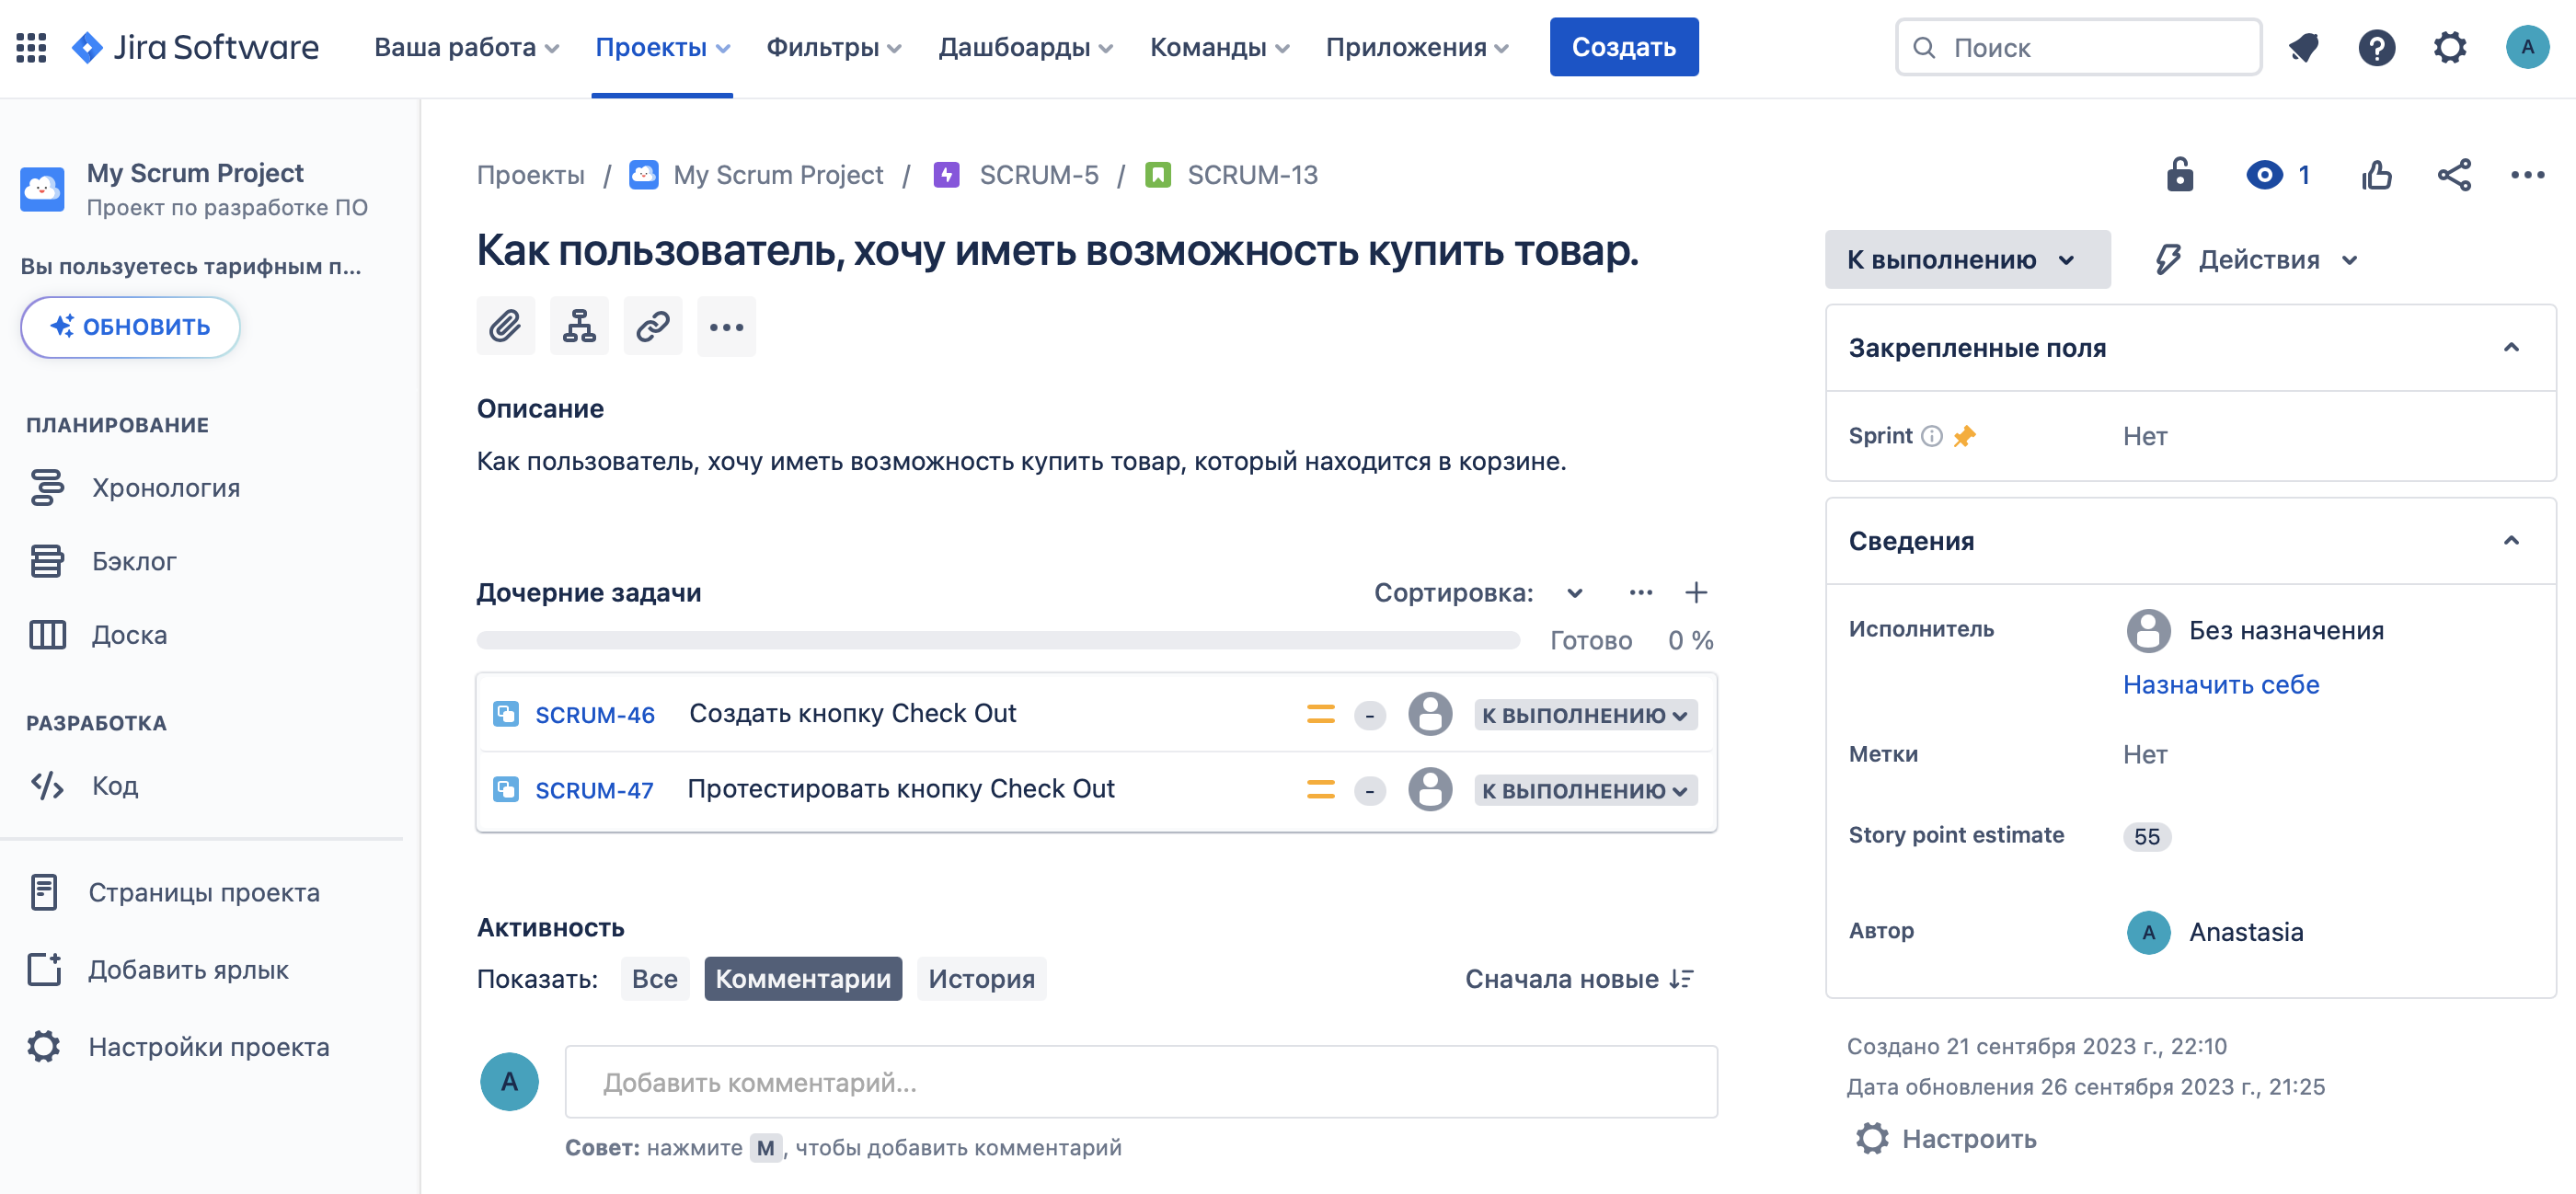 Jira Software Ваша работа Проекты Фильтры Дашбоарды Команды Приложения Создать Поиск A
My Scrum Project
Проект по разработке ПО
Вы пользуетесь тарифным п...
ОБНОВИТЬ
ПЛАНИРОВАНИЕ
Хронология
Бэклог
Доска
РАЗРАБОТКА
Код
Страницы проекта
Добавить ярлык
Настройки проекта
Проекты / My Scrum Project / SCRUM-5 / SCRUM-13
Как пользователь, хочу иметь возможность купить товар.
Описание
Как пользователь, хочу иметь возможность купить товар, который находится в корзине.
Дочерние задачи Сортировка:
Готово 0 %
SCRUM-46 Создать кнопку Check Out - К ВЫПОЛНЕНИЮ
SCRUM-47 Протестировать кнопку Check Out - К ВЫПОЛНЕНИЮ
Активность
Показать: Все Комментарии История Сначала новые
A Добавить комментарий...
Совет: нажмите M, чтобы добавить комментарий
1
К выполнению Действия
Закрепленные поля
Sprint Нет
Сведения
Исполнитель Без назначения
Назначить себе
Метки Нет
Story point estimate 55
Автор A Anastasia
Создано 21 сентября 2023 г., 22:10
Дата обновления 26 сентября 2023 г., 21:25
Настроить